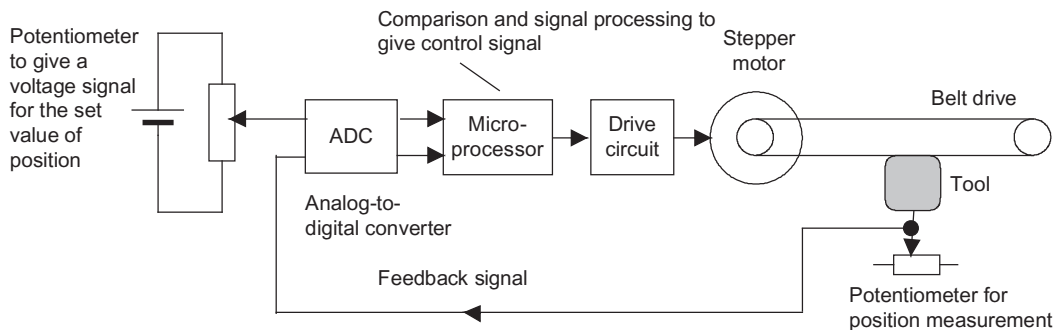 Potentiometer
to give a
voltage signal
for the set
value of
position
Comparison and signal processing to
give control signal
Stepper
motor
Belt drive
ADC
Micro-
processor
Drive
circuit
Tool
Analog-to-
digital converter
Feedback signal
Potentiometer for
position measurement